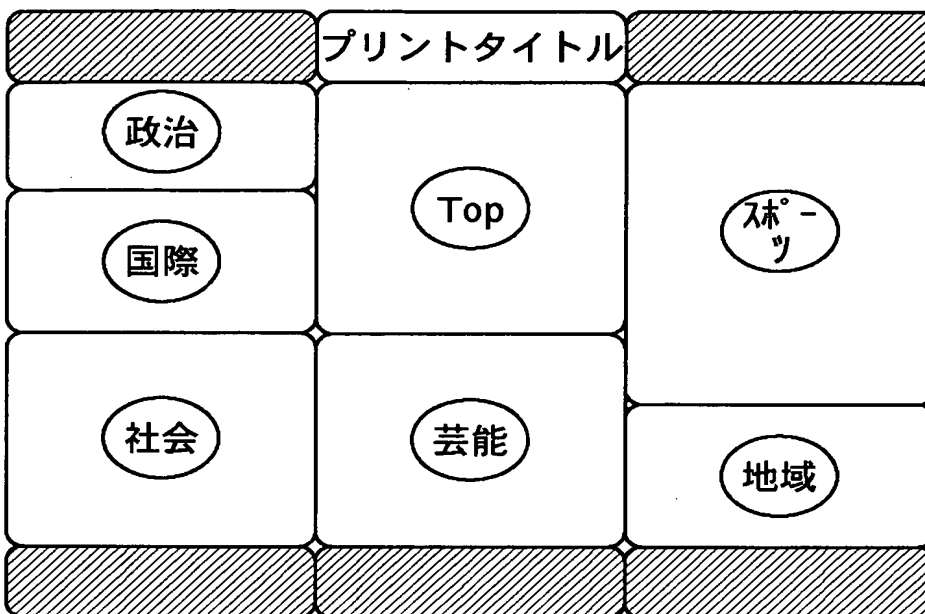 プリントタイトル
政治
国際
社会
Top
芸能
スポー
ツ
地域